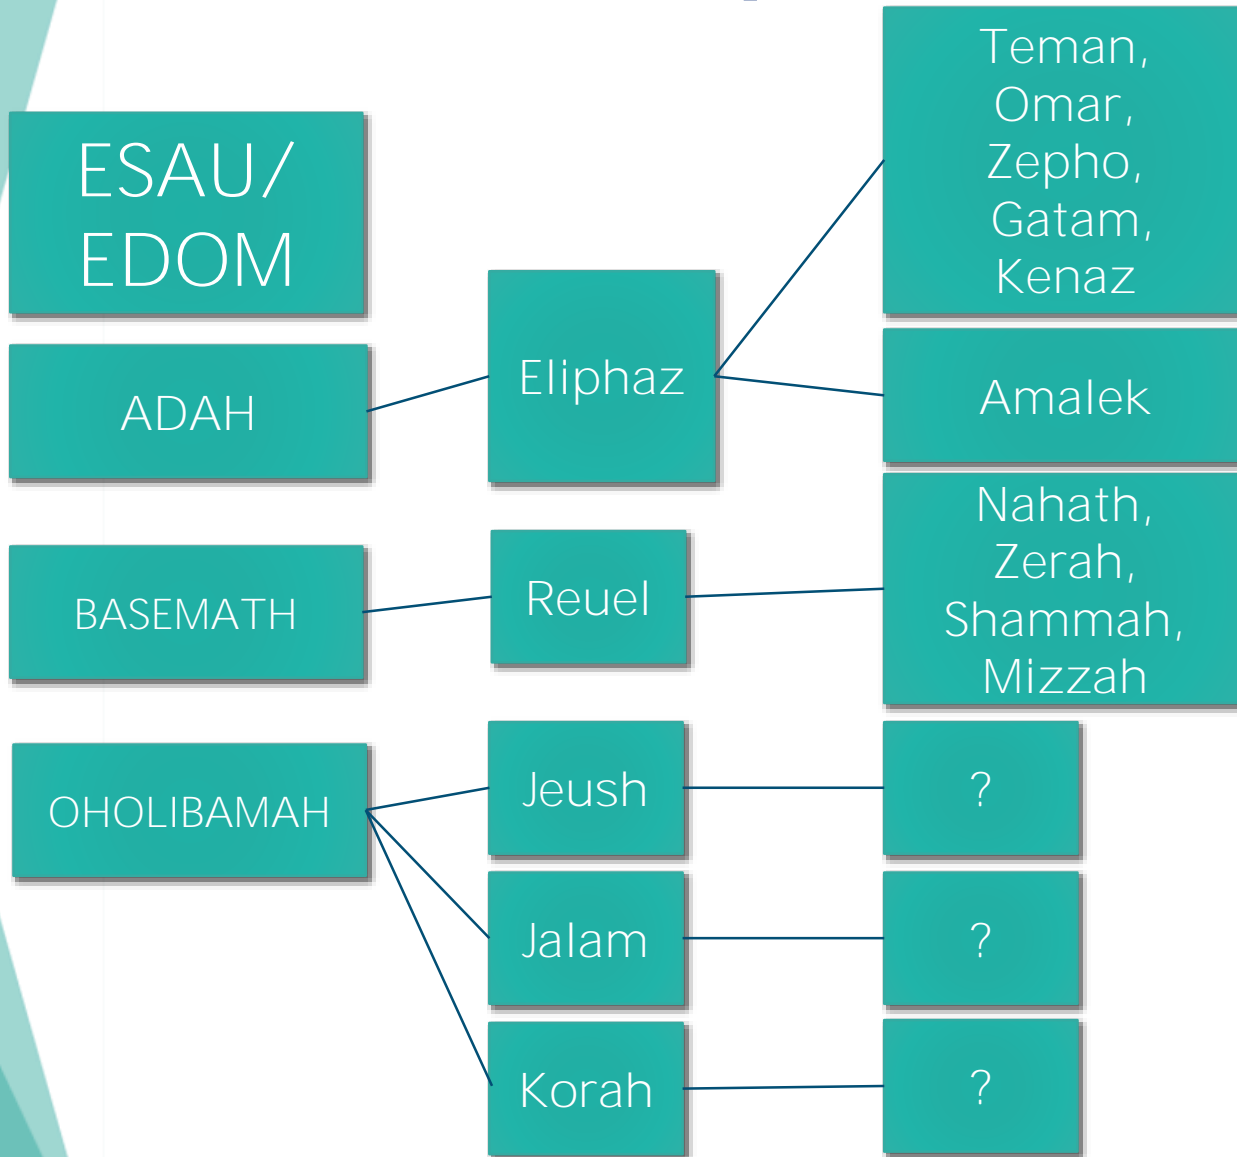 ESAU/
EDOM
ADAH
BASEMATH
OHOLIBAMAH
Eliphaz
Reuel
Jeush
Jalam
Korah
Teman,
Omar,
Zepho,
Gatam,
Kenaz
Amalek
Nahath,
Zerah,
Shammah,
Mizzah
?
?
?